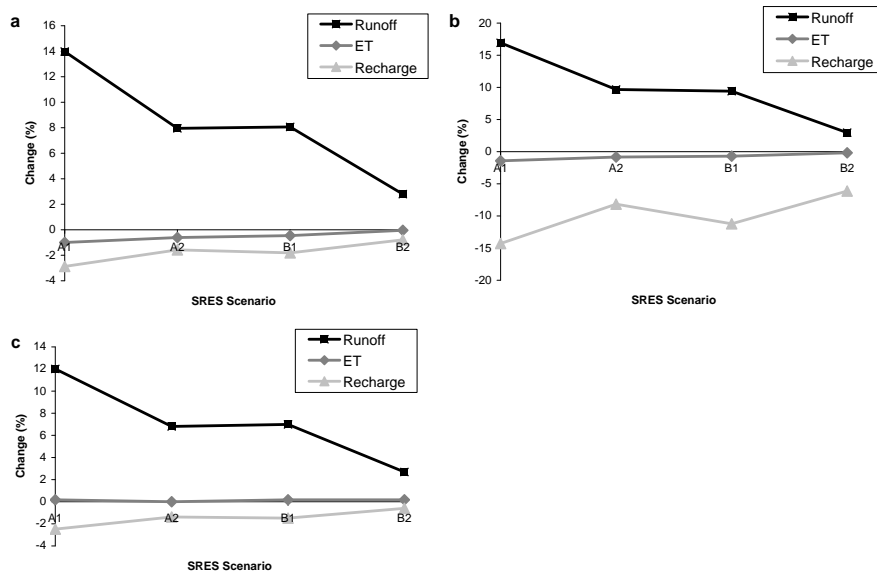 a
16
14
12
10
8
6
4
2
0
-2
-4
Change (%)
A1 A2 B1 B2
SRES Scenario
Runoff
ET
Recharge
b
20
15
10
5
0
-5
-10
-15
-20
Change (%)
A1 A2 B1 B2
SRES Scenario
Runoff
ET
Recharge
c
14
12
10
8
6
4
2
0
-2
-4
Change (%)
A1 A2 B1 B2
SRES Scenario
Runoff
ET
Recharge